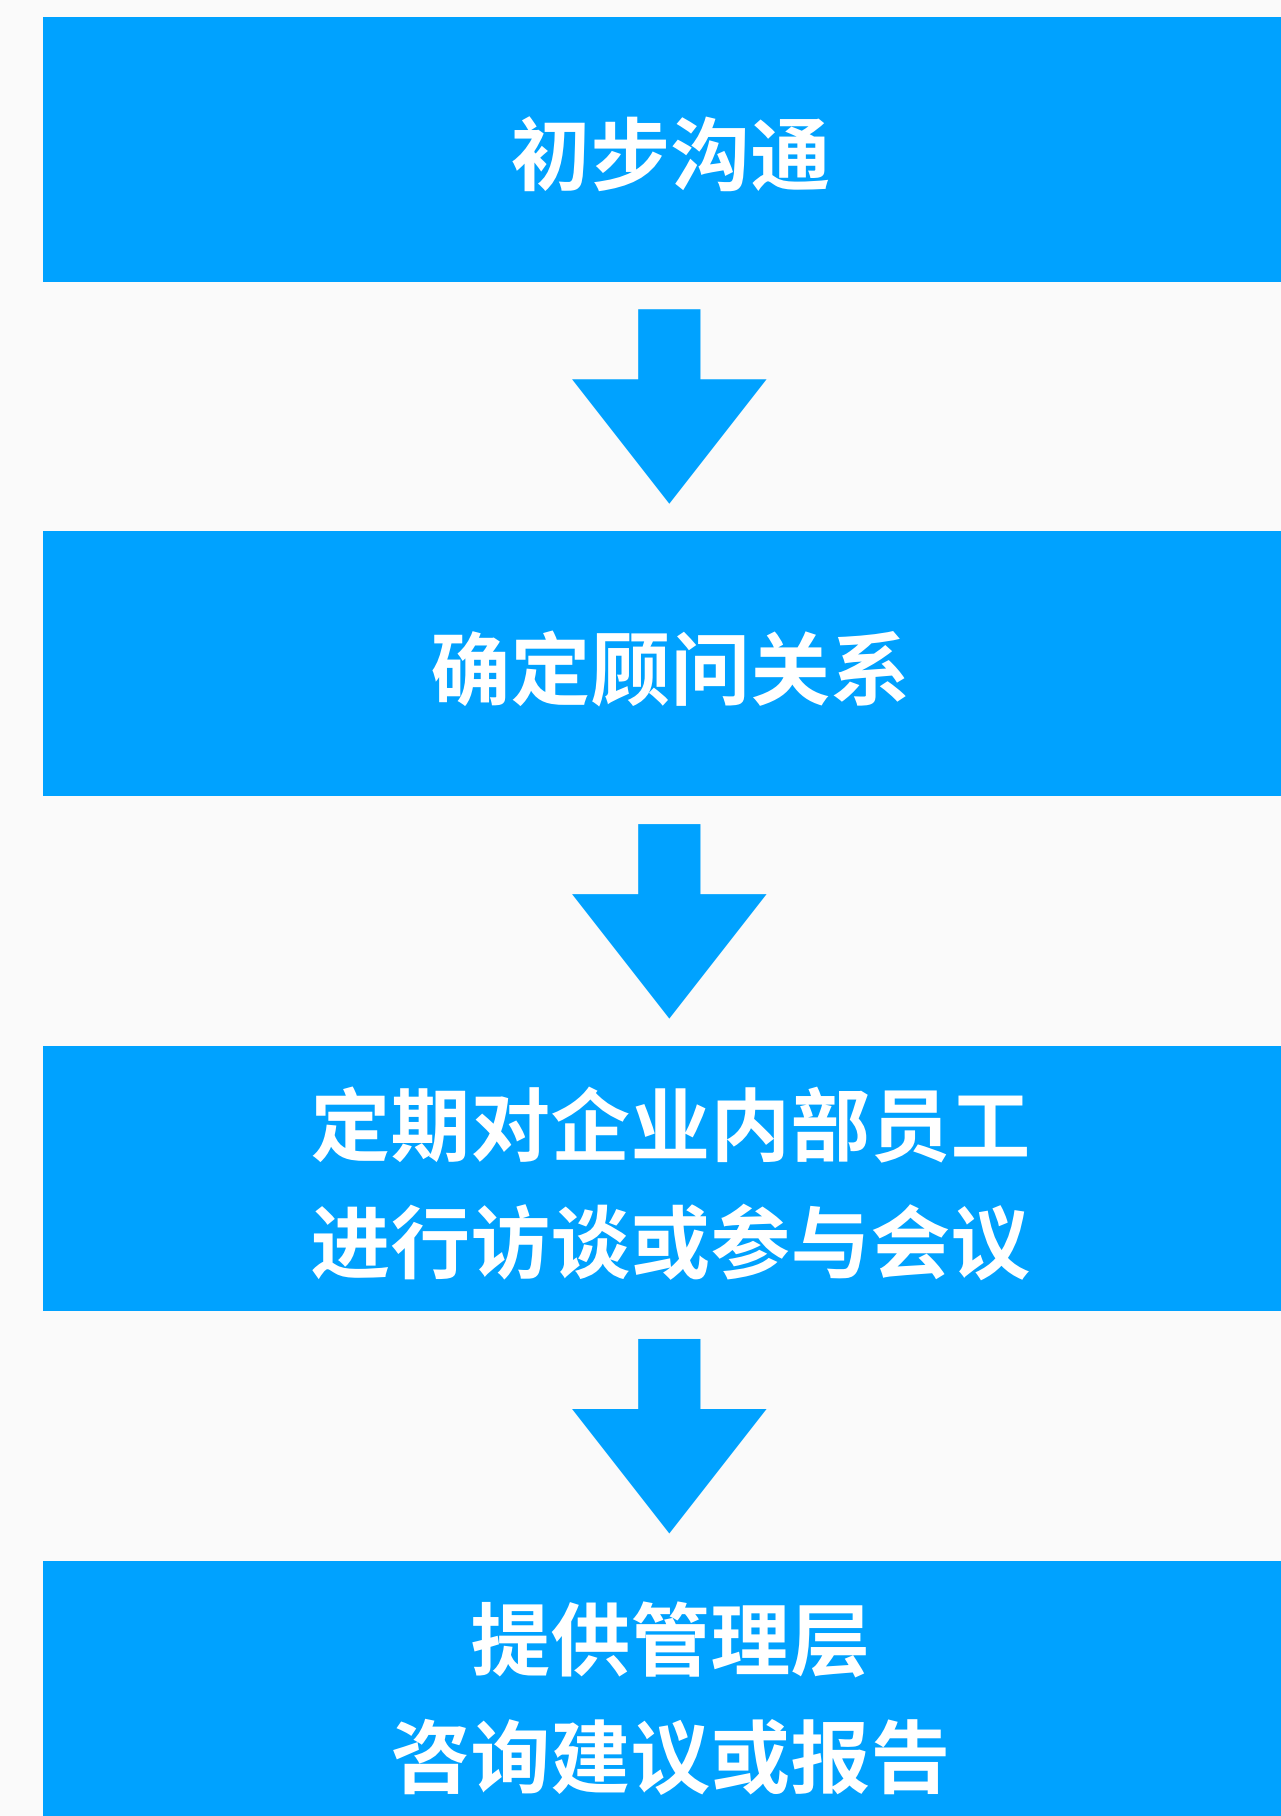 初步沟通
确定顾问关系
定期对企业内部员工
进行访谈或参与会议
提供管理层
咨询建议或报告